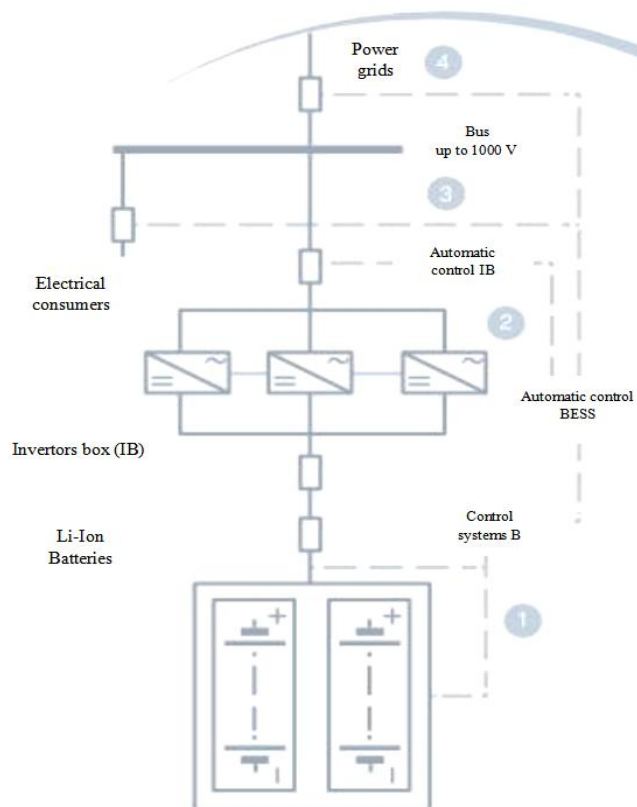 Power
grids
4
Bus
up to 1000 V
3
Automatic
control IB
Electrical
consumers
2
Automatic control
BESS
Invertors box (IB)
Control
systems B
Li-Ion
Batteries
1